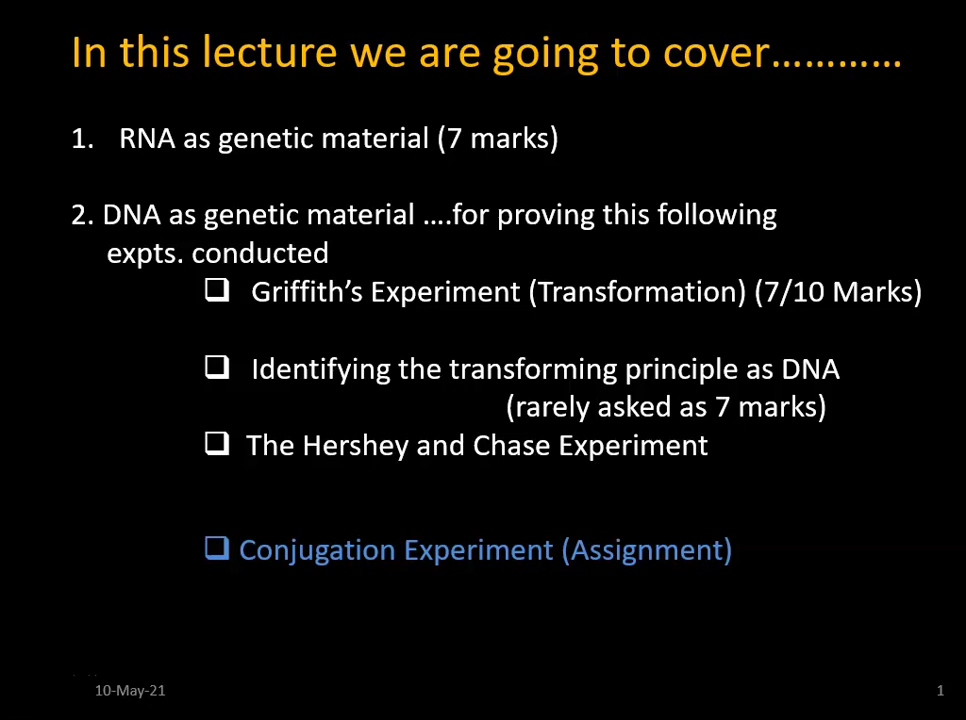 In this lecture we are going to cover…………
1. RNA as genetic material (7 marks)
2. DNA as genetic material ….for proving this following
expts. conducted
❑ Griffith’s Experiment (Transformation) (7/10 Marks)
❑ Identifying the transforming principle as DNA
(rarely asked as 7 marks)
❑ The Hershey and Chase Experiment
❑ Conjugation Experiment (Assignment)
10-May-21
1